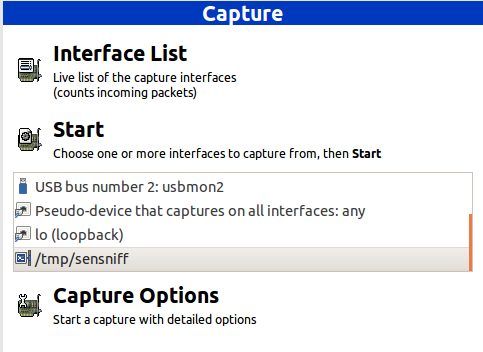 Capture
Interface List
Live list of the capture interfaces
(counts incoming packets)
Start
Choose one or more interfaces to capture from, then Start
USB bus number 2: usbmon2
Pseudo-device that captures on all interfaces: any
lo (loopback)
/tmp/sensniff
Capture Options
Start a capture with detailed options